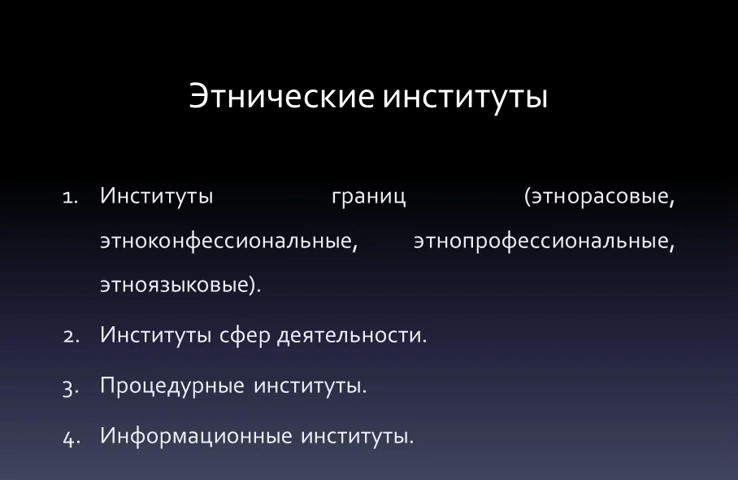 Этнические институты
1. Институты границ (этнорасовые,
этноконфессиональные, этнопрофессиональные,
этноязыковые).
2. Институты сфер деятельности.
3. Процедурные институты.
4. Информационные институты.